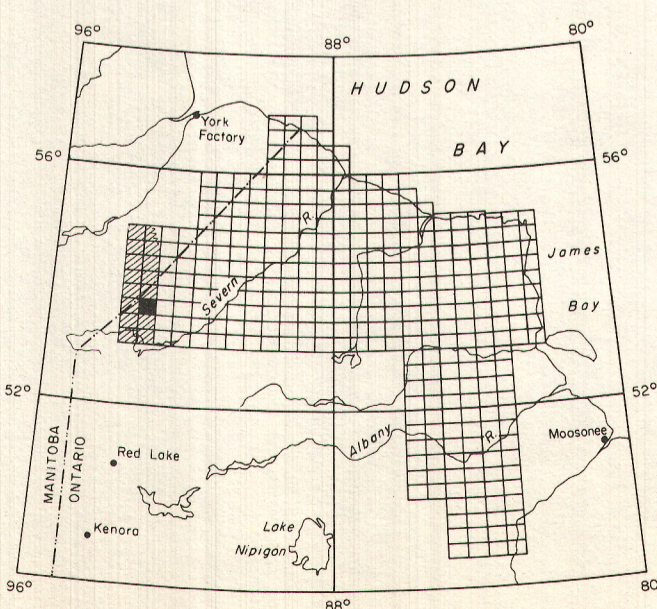 96°
88°
80°
HUDSON
York
Factory
BAY
56°
56°
R.
James
Severn
Bay
52°
52°
Albany
R.
Moosonee
MANITOBA
ONTARIO
Red Lake
Kenora
Lake
Nipigon
96°
88°
80